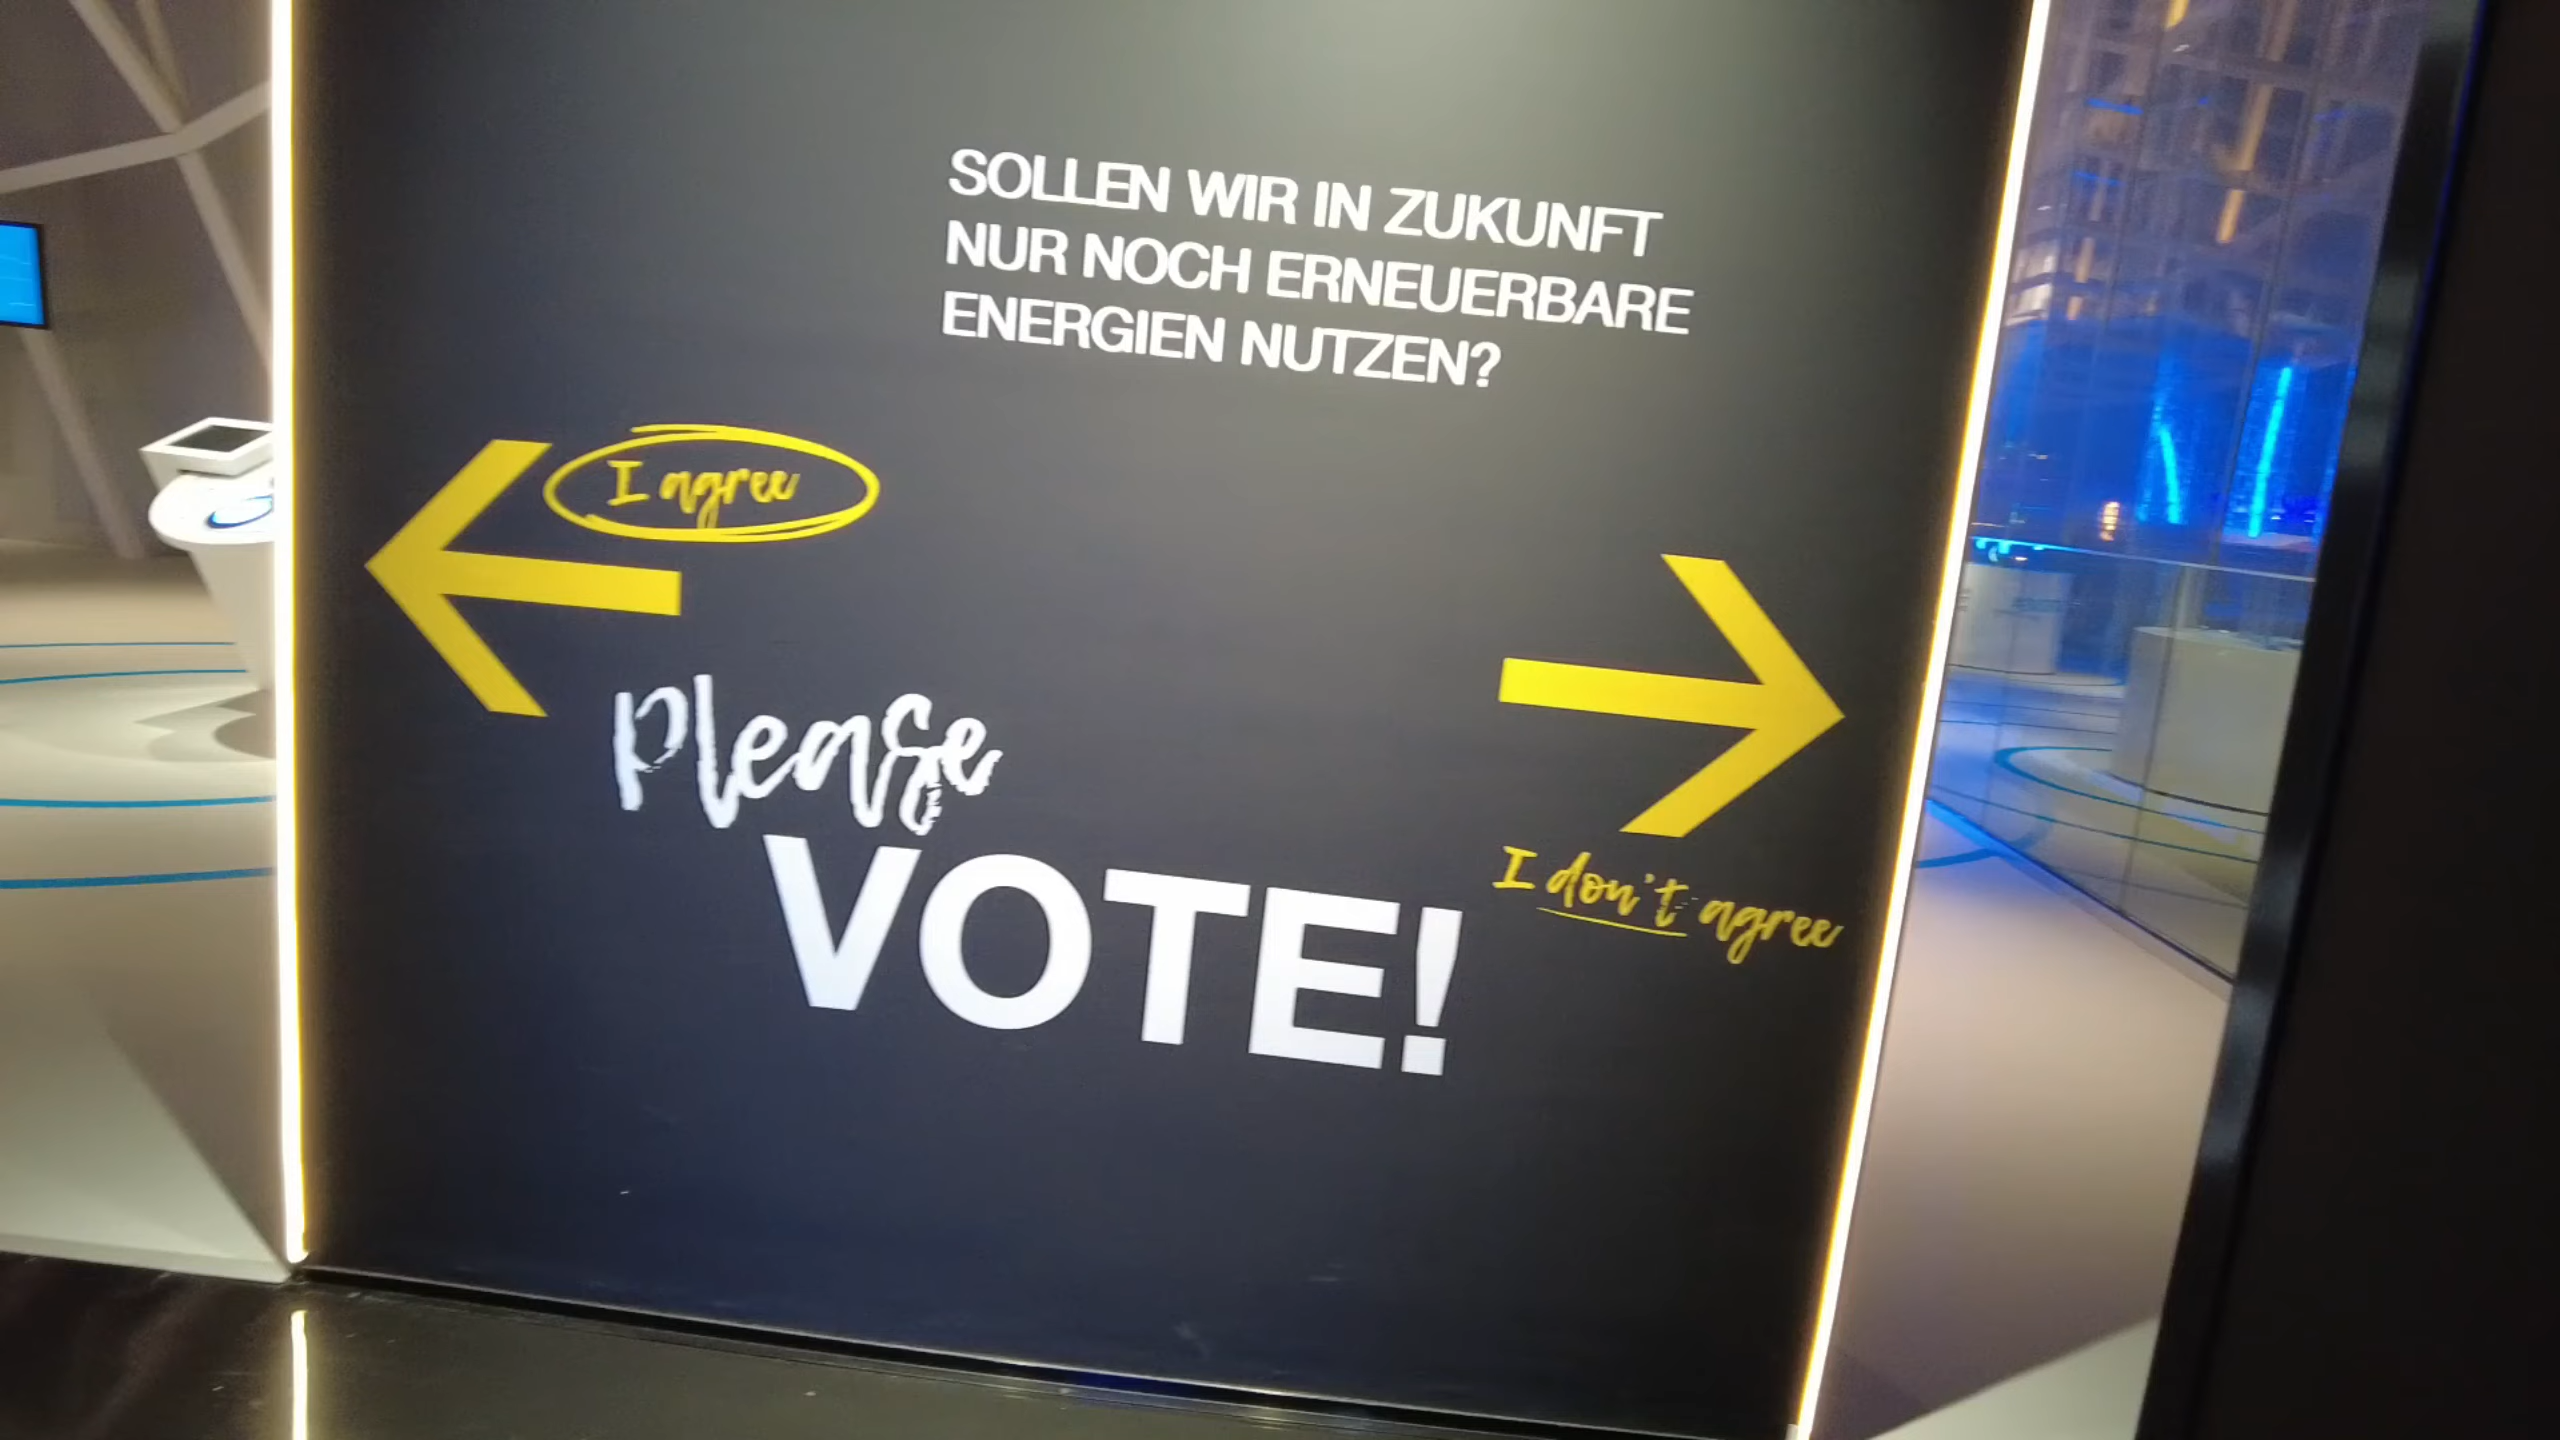 SOLLEN WIR IN ZUKUNFT
NUR NOCH ERNEUERBARE
ENERGIEN NUTZEN?
I agree
Please
VOTE!
I don't agree